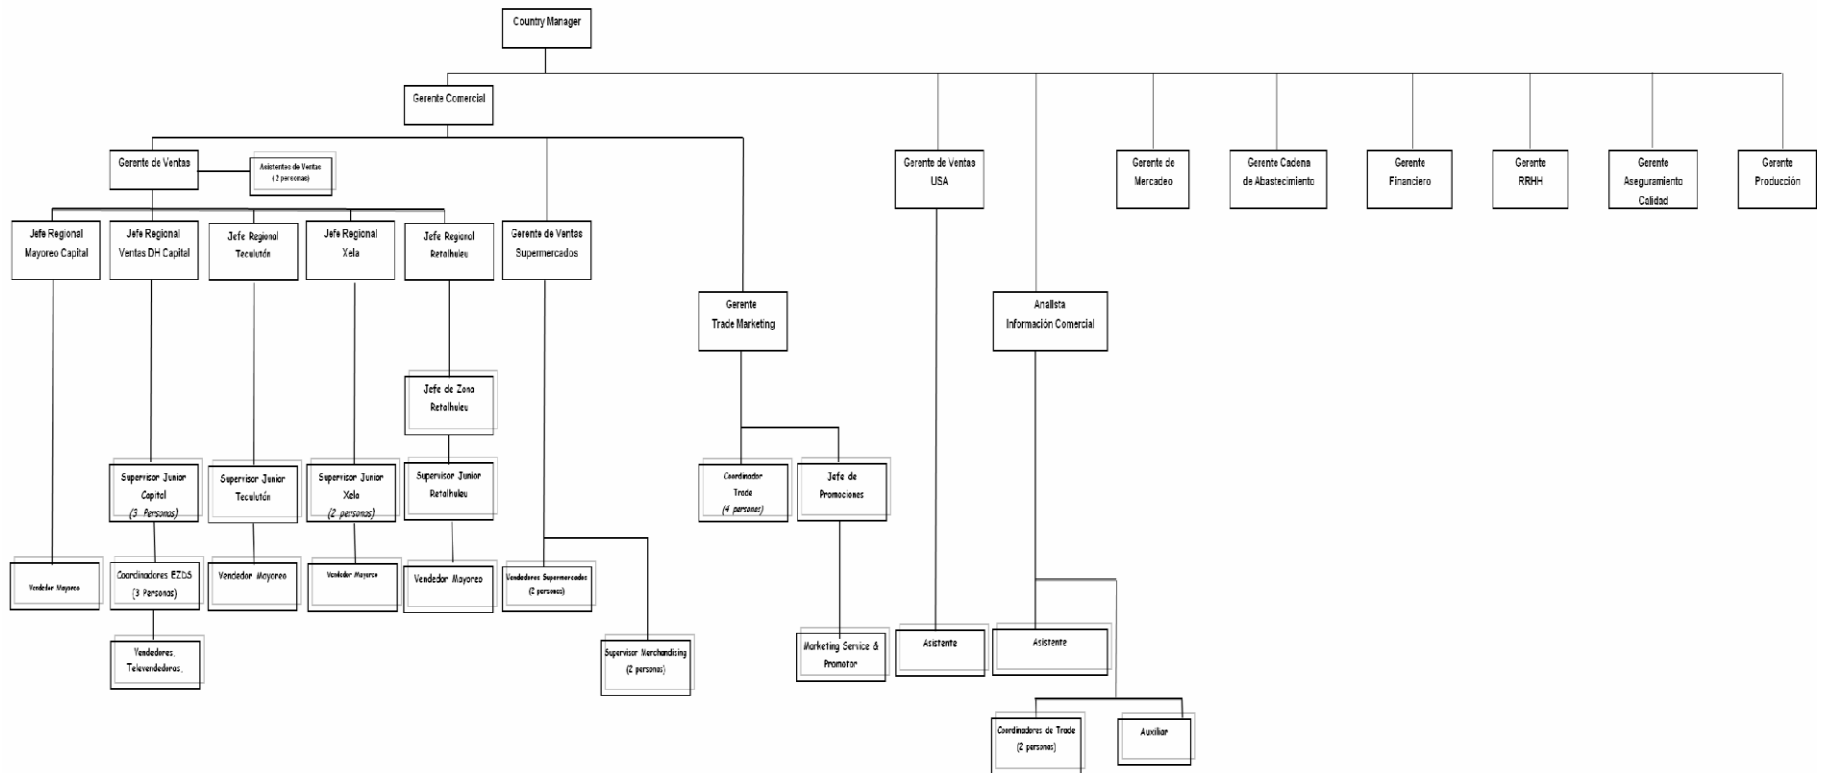 Country Manager
Gerente Comercial
Gerente de Ventas
Asistentes de Ventas
(2 personas)
Gerente de Ventas
USA
Gerente de
Mercadeo
Gerente Cadena
de Abastecimiento
Gerente
Financiero
Gerente
RRHH
Gerente
Aseguramiento
Calidad
Gerente
Producción
Jefe Regional
Mayoreo Capital
Jefe Regional
Ventas DH Capital
Jefe Regional
Teculután
Jefe Regional
Xela
Jefe Regional
Retalhuleu
Gerente de Ventas
Supermercados
Gerente
Trade Marketing
Analista
Información Comercial
Jefe de Zona
Retalhuleu
Supervisor Junior
Capital
(3 Personas)
Supervisor Junior
Teculután
Supervisor Junior
Xela
(2 personas)
Supervisor Junior
Retalhuleu
Coordinador
Trade
(4 personas)
Jefe de
Promociones
Vendedor Mayoreo
Coordinadores EZDS
(3 Personas)
Vendedor Mayoreo
Vendedor Mayoreo
Vendedor Mayoreo
Vendedores Supermercados
(2 personas)
Vendedores,
Televendedoras,
Supervisor Merchandising
(2 personas)
Marketing Service &
Promotor
Asistente
Asistente
Coordinadores de Trade
(2 personas)
Auxiliar